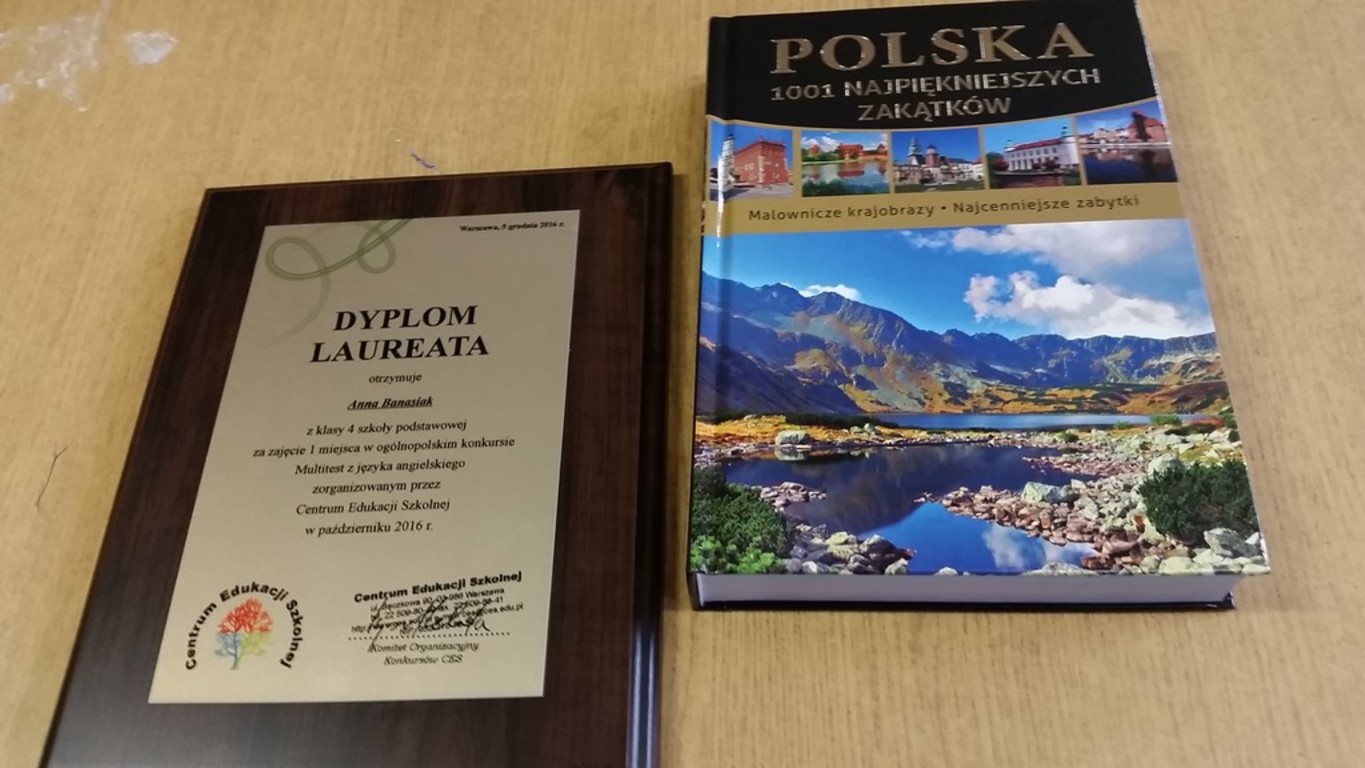 Warszawa, 5 grudnia 2016 r.
DYPLOM
LAUREATA
otrzymuje
Anna Banasiak
z klasy 4 szkoły podstawowej
za zajęcie 1 miejsca w ogólnopolskim konkursie
Multitest z języka angielskiego
zorganizowanym przez
Centrum Edukacji Szkolnej
w październiku 2016 r.
Centrum Edukacji Szkolnej
Centrum Edukacji Szkolnej
Warszawa
Komitet Organizacyjny
Konkursów CES
POLSKA
1001 NAJPIĘKNIEJSZYCH
ZAKĄTKÓW
Malownicze krajobrazy • Najcenniejsze zabytki